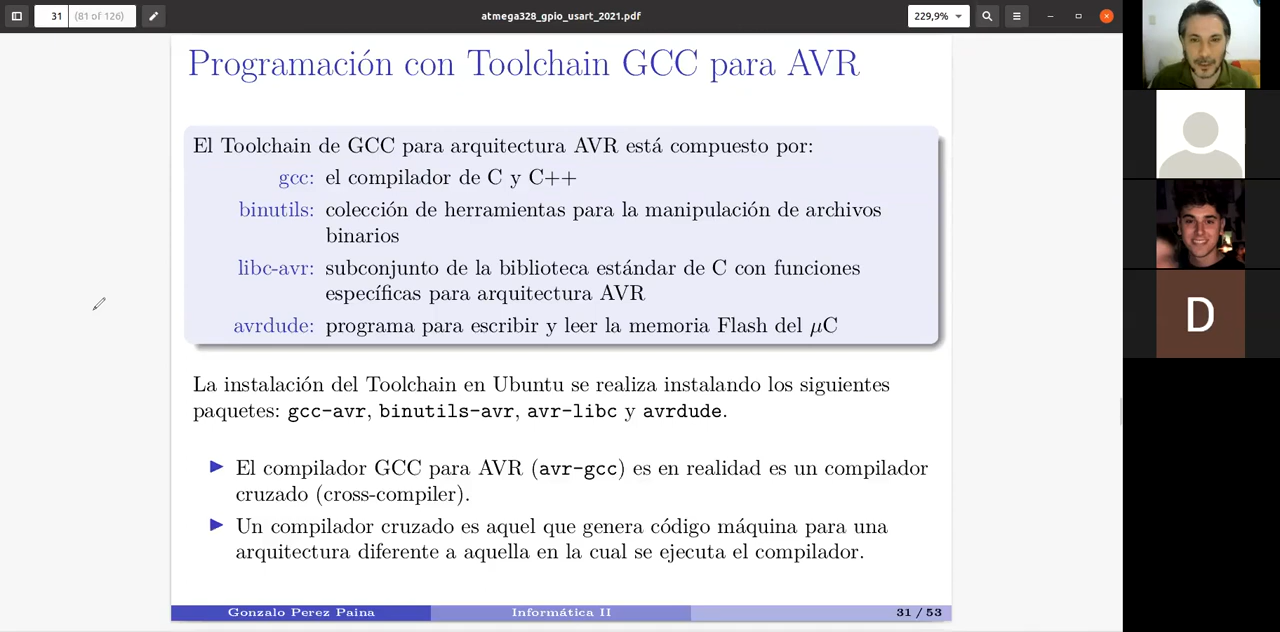 31 (81 of 126)
atmega328_gpio_usart_2021.pdf
229,9%
Programación con Toolchain GCC para AVR
El Toolchain de GCC para arquitectura AVR está compuesto por:
gcc: el compilador de C y C++
binutils: colección de herramientas para la manipulación de archivos
binarios
libc-avr: subconjunto de la biblioteca estándar de C con funciones
específicas para arquitectura AVR
avrdude: programa para escribir y leer la memoria Flash del μC
La instalación del Toolchain en Ubuntu se realiza instalando los siguientes
paquetes: gcc-avr, binutils-avr, avr-libc y avrdude.
▶ El compilador GCC para AVR (avr-gcc) es en realidad es un compilador
cruzado (cross-compiler).
▶ Un compilador cruzado es aquel que genera código máquina para una
arquitectura diferente a aquella en la cual se ejecuta el compilador.
Gonzalo Perez Paina
Informática II
31 / 53
D